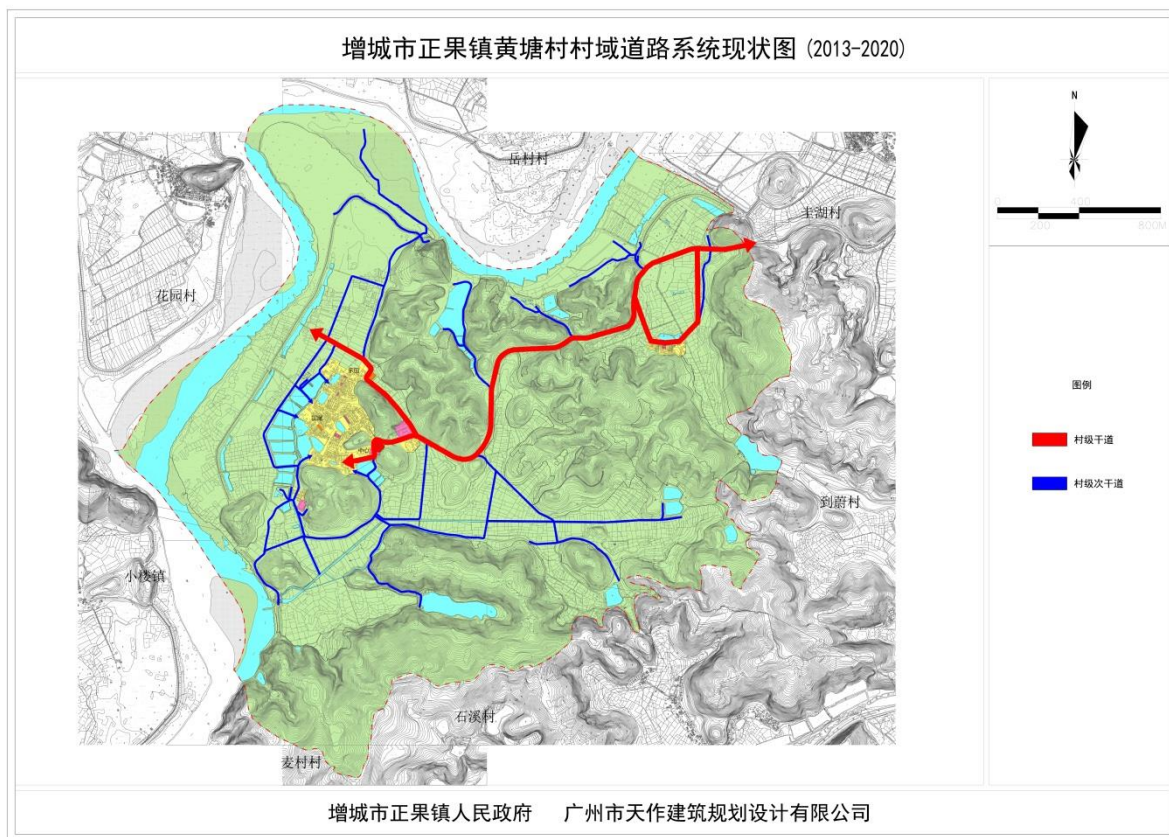 增城市正果镇黄塘村村域道路系统现状图 (2013-2020)
N
0 400
200 800M
岳村村
圭湖村
花园村
图例
村级干道
村级次干道
到蔚村
小楼镇
石溪村
麦村村
增城市正果镇人民政府 广州市天作建筑规划设计有限公司